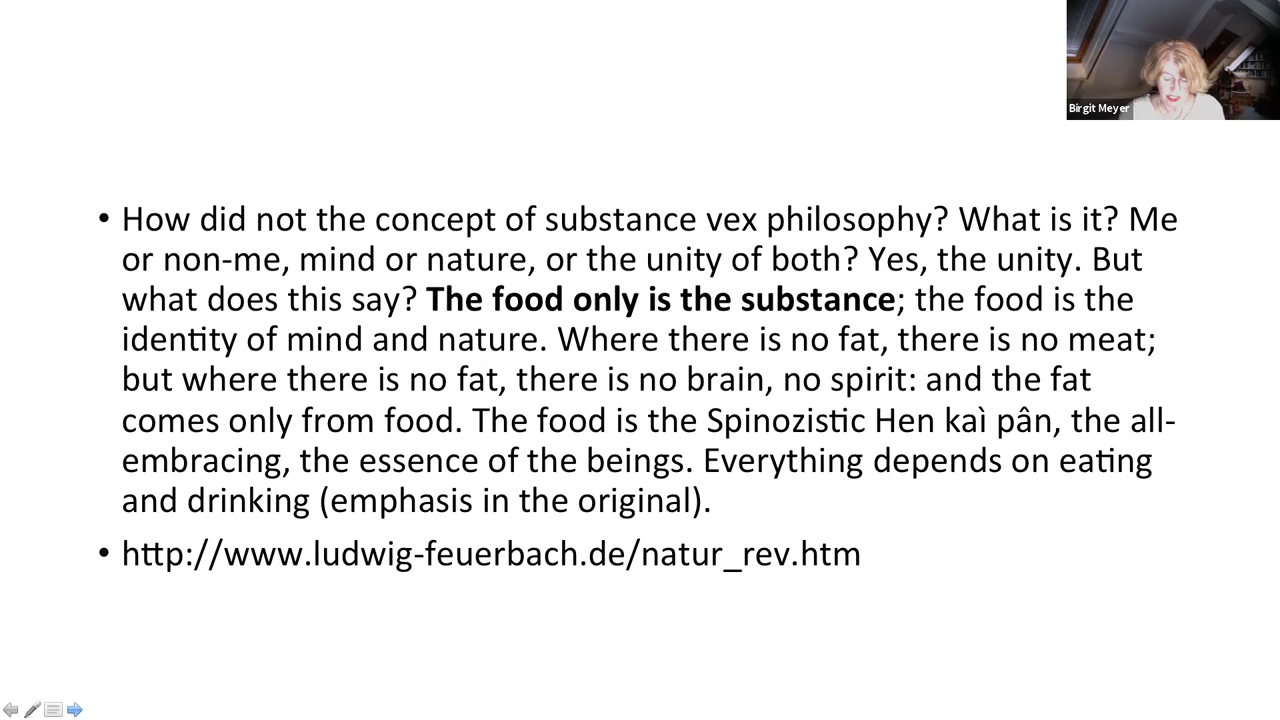 Birgit Meyer
• How did not the concept of substance vex philosophy? What is it? Me
or non-me, mind or nature, or the unity of both? Yes, the unity. But
what does this say? The food only is the substance; the food is the
identity of mind and nature. Where there is no fat, there is no meat;
but where there is no fat, there is no brain, no spirit: and the fat
comes only from food. The food is the Spinozistic Hen kaì pân, the all-
embracing, the essence of the beings. Everything depends on eating
and drinking (emphasis in the original).
• http://www.ludwig-feuerbach.de/natur_rev.htm